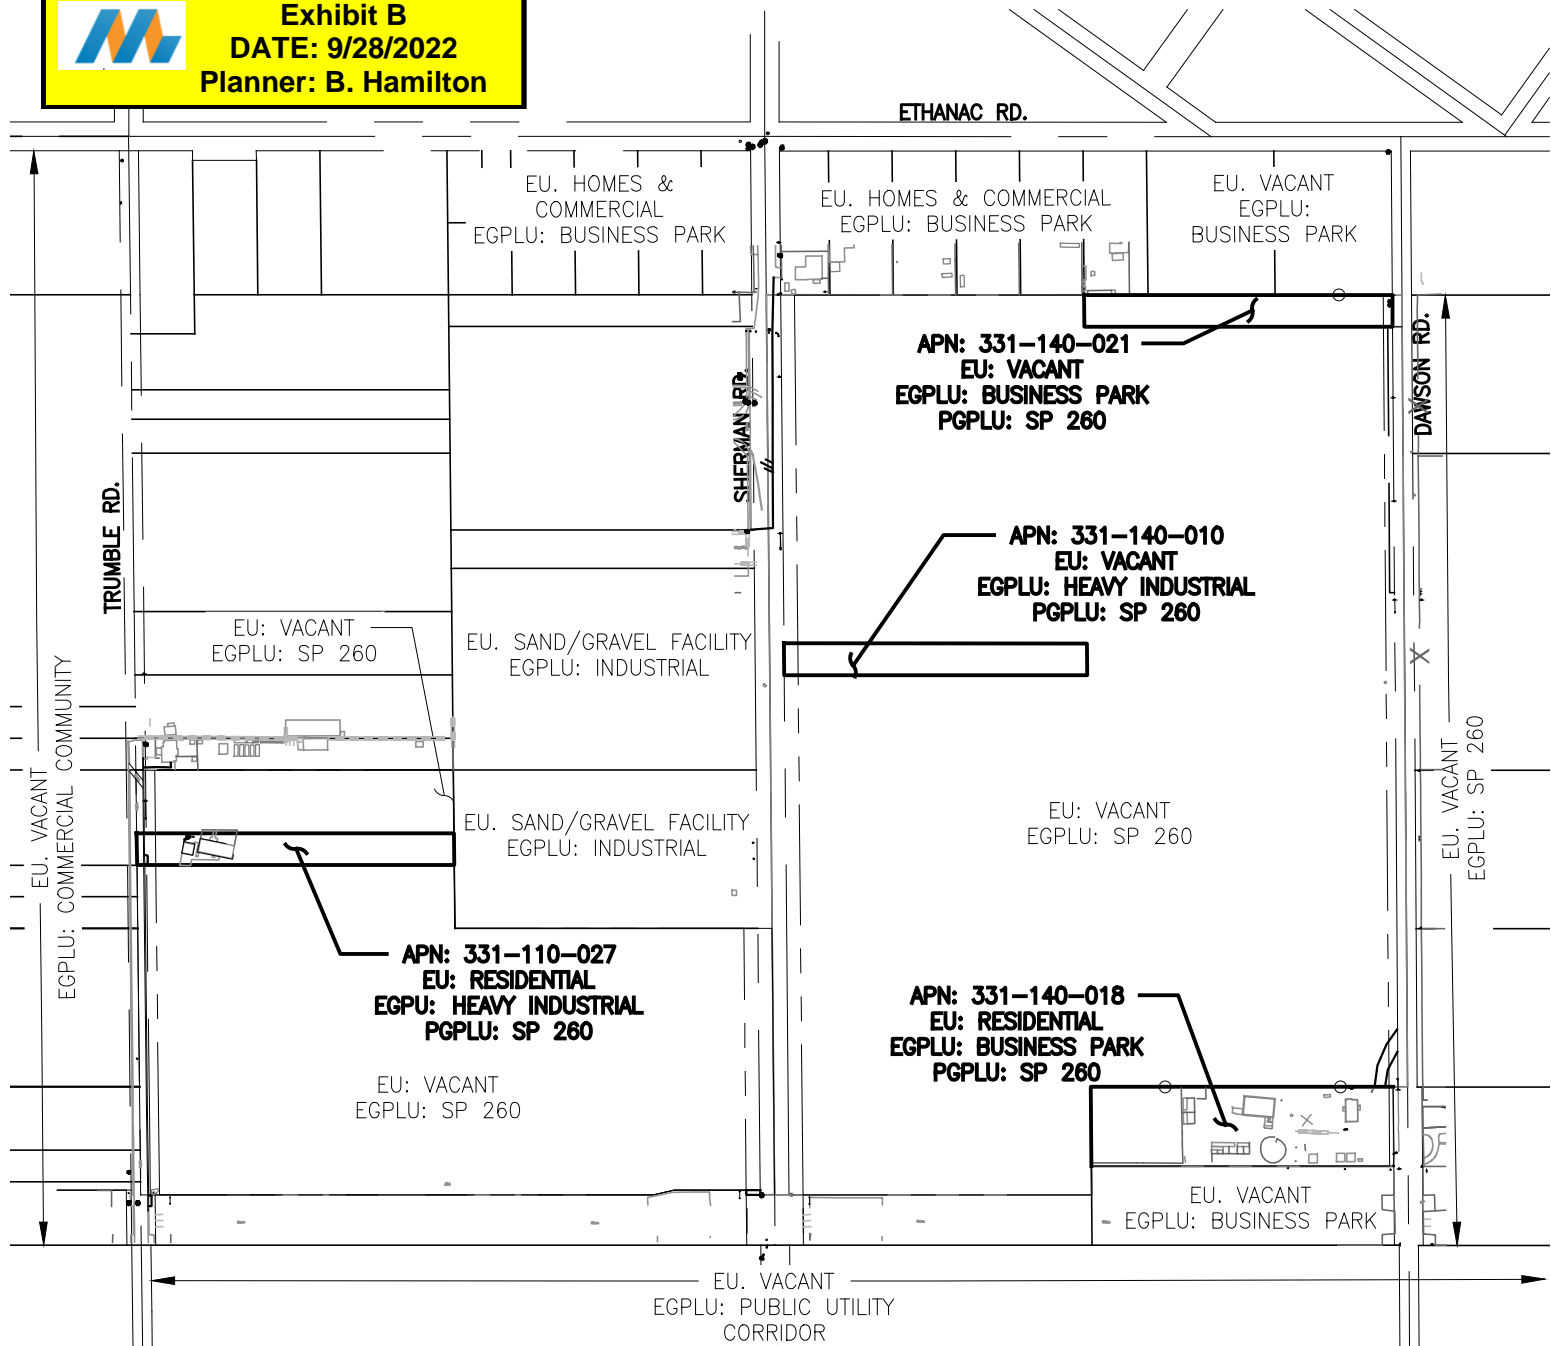 Exhibit B
DATE: 9/28/2022
Planner: B. Hamilton
ETHANAC RD.
EU. HOMES &
COMMERCIAL
EGPLU: BUSINESS PARK
EU. HOMES & COMMERCIAL
EGPLU: BUSINESS PARK
EU. VACANT
EGPLU:
BUSINESS PARK
APN: 331-140-021
EU: VACANT
EGPLU: BUSINESS PARK
PGPLU: SP 260
DAWSON RD.
SHERMAN RD.
TRUMBLE RD.
APN: 331-140-010
EU: VACANT
EGPLU: HEAVY INDUSTRIAL
PGPLU: SP 260
EU: VACANT
EGPLU: SP 260
EU. SAND/GRAVEL FACILITY
EGPLU: INDUSTRIAL
EU. VACANT
EGPLU: COMMERCIAL COMMUNITY
EU. VACANT
EGPLU: SP 260
EU. SAND/GRAVEL FACILITY
EGPLU: INDUSTRIAL
EU: VACANT
EGPLU: SP 260
APN: 331-110-027
EU: RESIDENTIAL
EGPU: HEAVY INDUSTRIAL
PGPLU: SP 260
APN: 331-140-018
EU: RESIDENTIAL
EGPLU: BUSINESS PARK
PGPLU: SP 260
EU: VACANT
EGPLU: SP 260
EU. VACANT
EGPLU: BUSINESS PARK
EU. VACANT
EGPLU: PUBLIC UTILITY
CORRIDOR